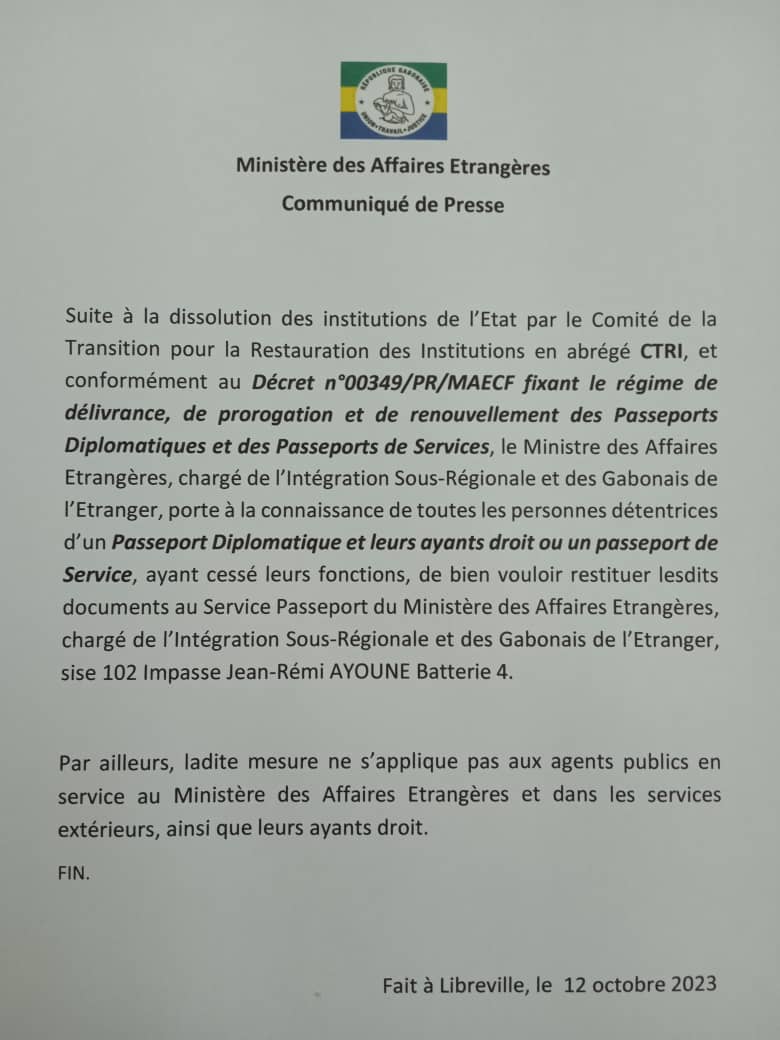 RÉPUBLIQUE GABONAISE
UNION • TRAVAIL • JUSTICE
Ministère des Affaires Etrangères
Communiqué de Presse
Suite à la dissolution des institutions de l'Etat par le Comité de la
Transition pour la Restauration des Institutions en abrégé CTRI, et
conformément au Décret n°00349/PR/MAECF fixant le régime de
délivrance, de prorogation et de renouvellement des Passeports
Diplomatiques et des Passeports de Services, le Ministre des Affaires
Etrangères, chargé de l'Intégration Sous-Régionale et des Gabonais de
l'Etranger, porte à la connaissance de toutes les personnes détentrices
d'un Passeport Diplomatique et leurs ayants droit ou un passeport de
Service, ayant cessé leurs fonctions, de bien vouloir restituer lesdits
documents au Service Passeport du Ministère des Affaires Etrangères,
chargé de l'Intégration Sous-Régionale et des Gabonais de l'Etranger,
sise 102 Impasse Jean-Rémi AYOUNE Batterie 4.
Par ailleurs, ladite mesure ne s'applique pas aux agents publics en
service au Ministère des Affaires Etrangères et dans les services
extérieurs, ainsi que leurs ayants droit.
FIN.
Fait à Libreville, le 12 octobre 2023